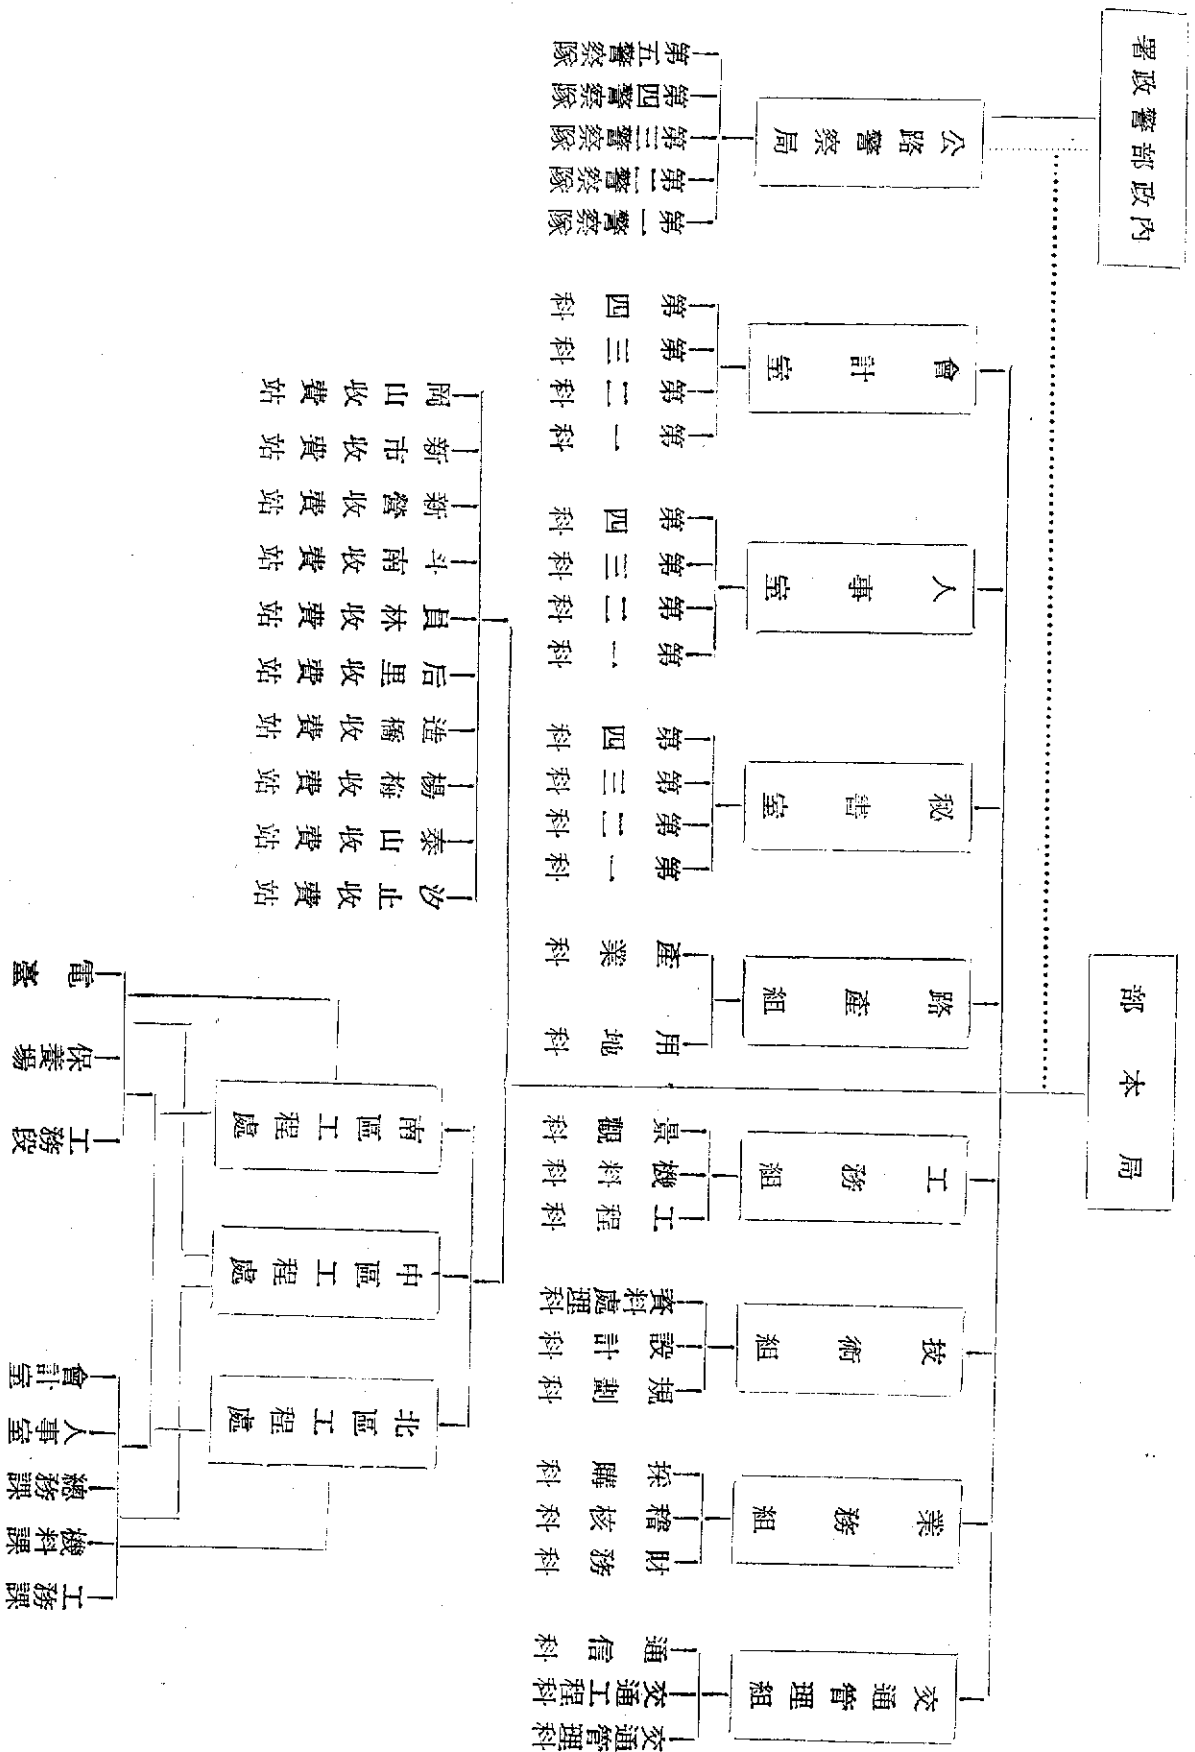 部本局
內政部警政署
交通管理組
交通管理科
交通工程科
通信科
業務組
財務科
稽核科
採購科
技術組
規劃科
設計科
資料處理科
工務組
工程科
機料科
景觀科
路產組
用地科
產業科
秘書室
第一科
第二科
第三科
第四科
人事室
第一科
第二科
第三科
第四科
會計室
第一科
第二科
第三科
第四科
公路警察局
第一警察隊
第二警察隊
第三警察隊
第四警察隊
第五警察隊
北區工程處
中區工程處
南區工程處
工務課
機料課
總務課
人事室
會計室
工務段
保養場
電臺
汐止收費站
泰山收費站
楊梅收費站
造橋收費站
后里收費站
員林收費站
斗南收費站
新營收費站
新市收費站
岡山收費站